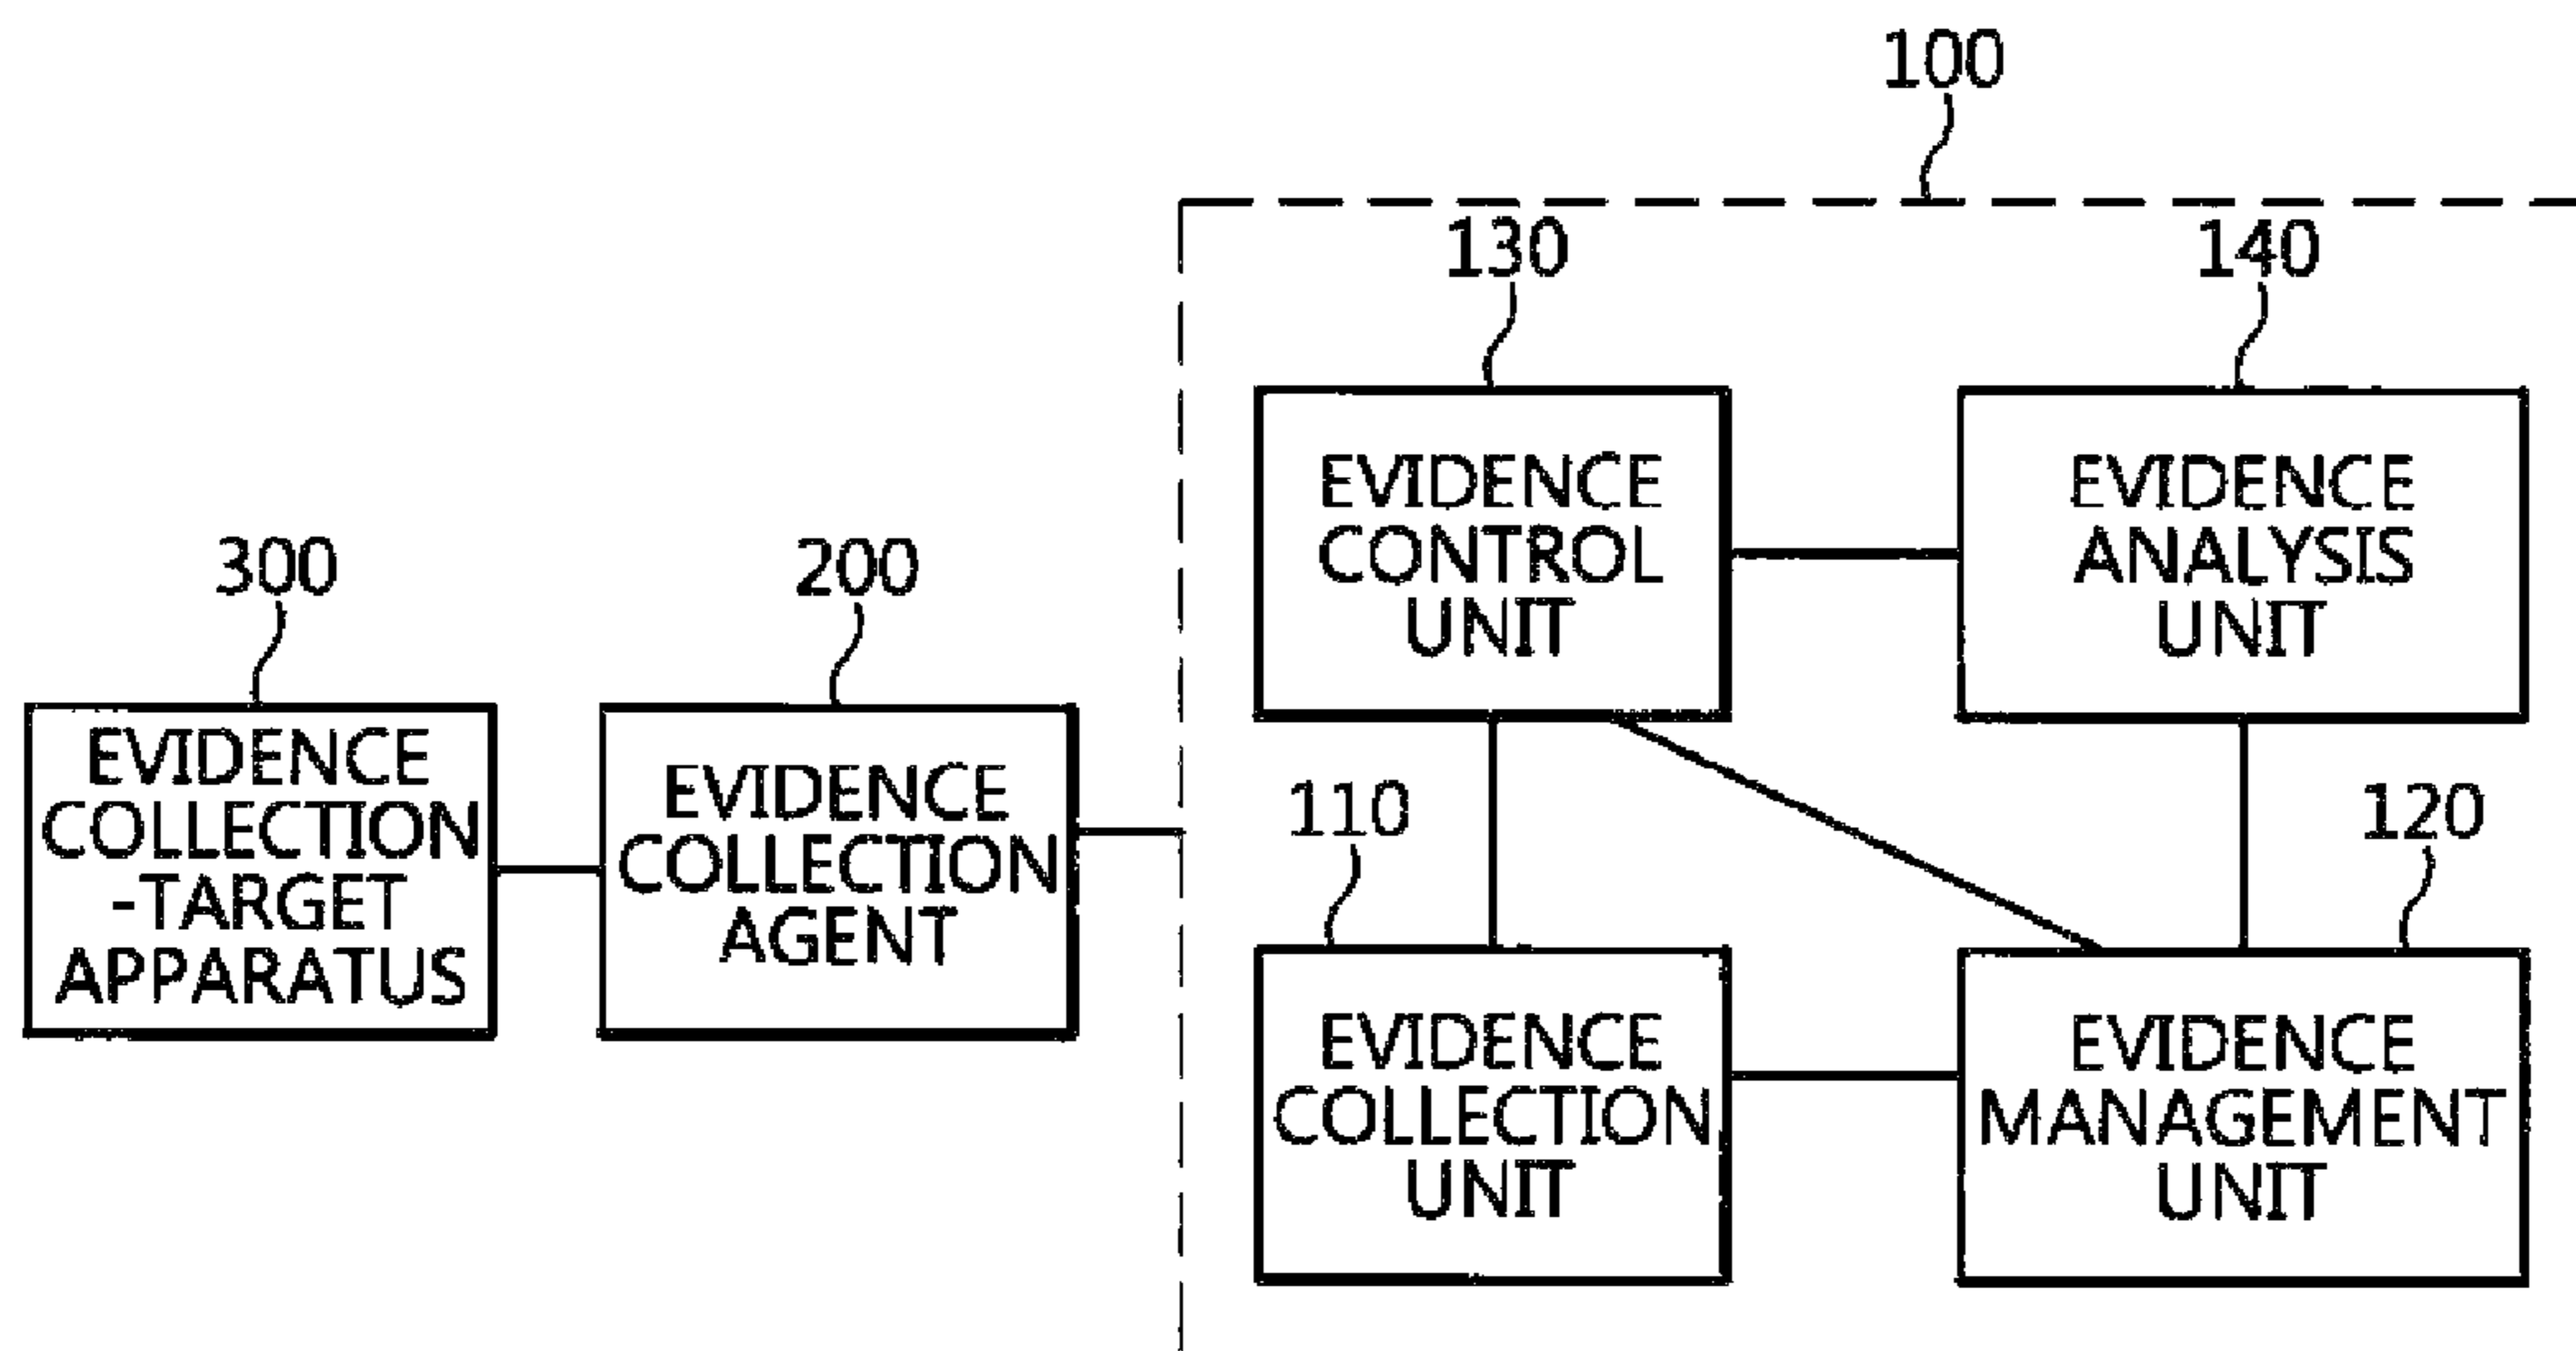 100
130
140
EVIDENCE
CONTROL
UNIT
EVIDENCE
ANALYSIS
UNIT
300
200
EVIDENCE
COLLECTION
-TARGET
APPARATUS
EVIDENCE
COLLECTION
AGENT
110
120
EVIDENCE
COLLECTION
UNIT
EVIDENCE
MANAGEMENT
UNIT